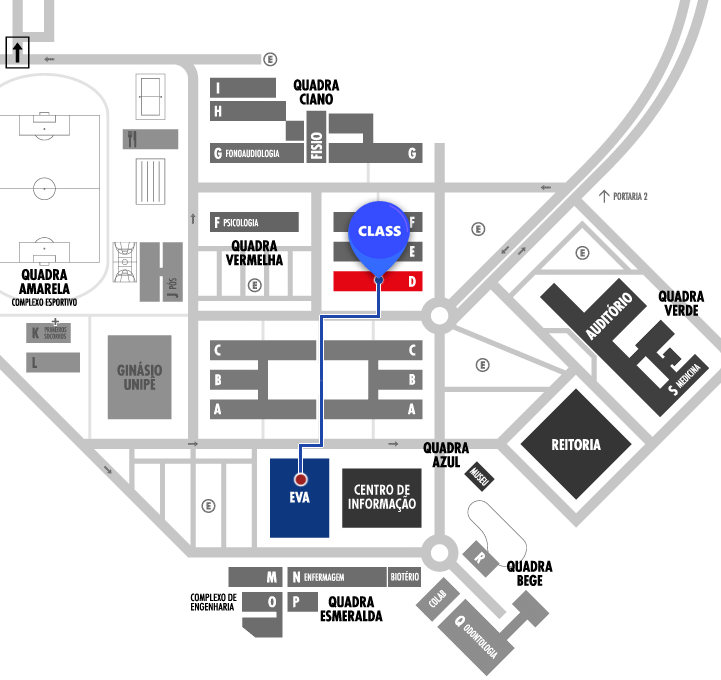 E
I
QUADRA
CIANO
H
FISIO
G FONOAUDIOLOGIA
G
PORTARIA 2
F PSICOLOGIA
F
CLASS
E
E
QUADRA
VERMELHA
E
E
D
QUADRA
AMARELA
COMPLEXO ESPORTIVO
J PÓS
AUDITÓRIO
QUADRA
VERDE
K PRIMEIROS
SOCORROS
L
C
C
GINÁSIO
UNIPÊ
B
B
E
S MEDICINA
A
A
QUADRA
AZUL
REITORIA
MUSEU
EVA
CENTRO DE
INFORMAÇÃO
E
R
QUADRA
BEGE
M
N ENFERMAGEM
BIOTÉRIO
COMPLEXO DE
ENGENHARIA
O
P
QUADRA
ESMERALDA
COLAB
Q ODONTOLOGIA